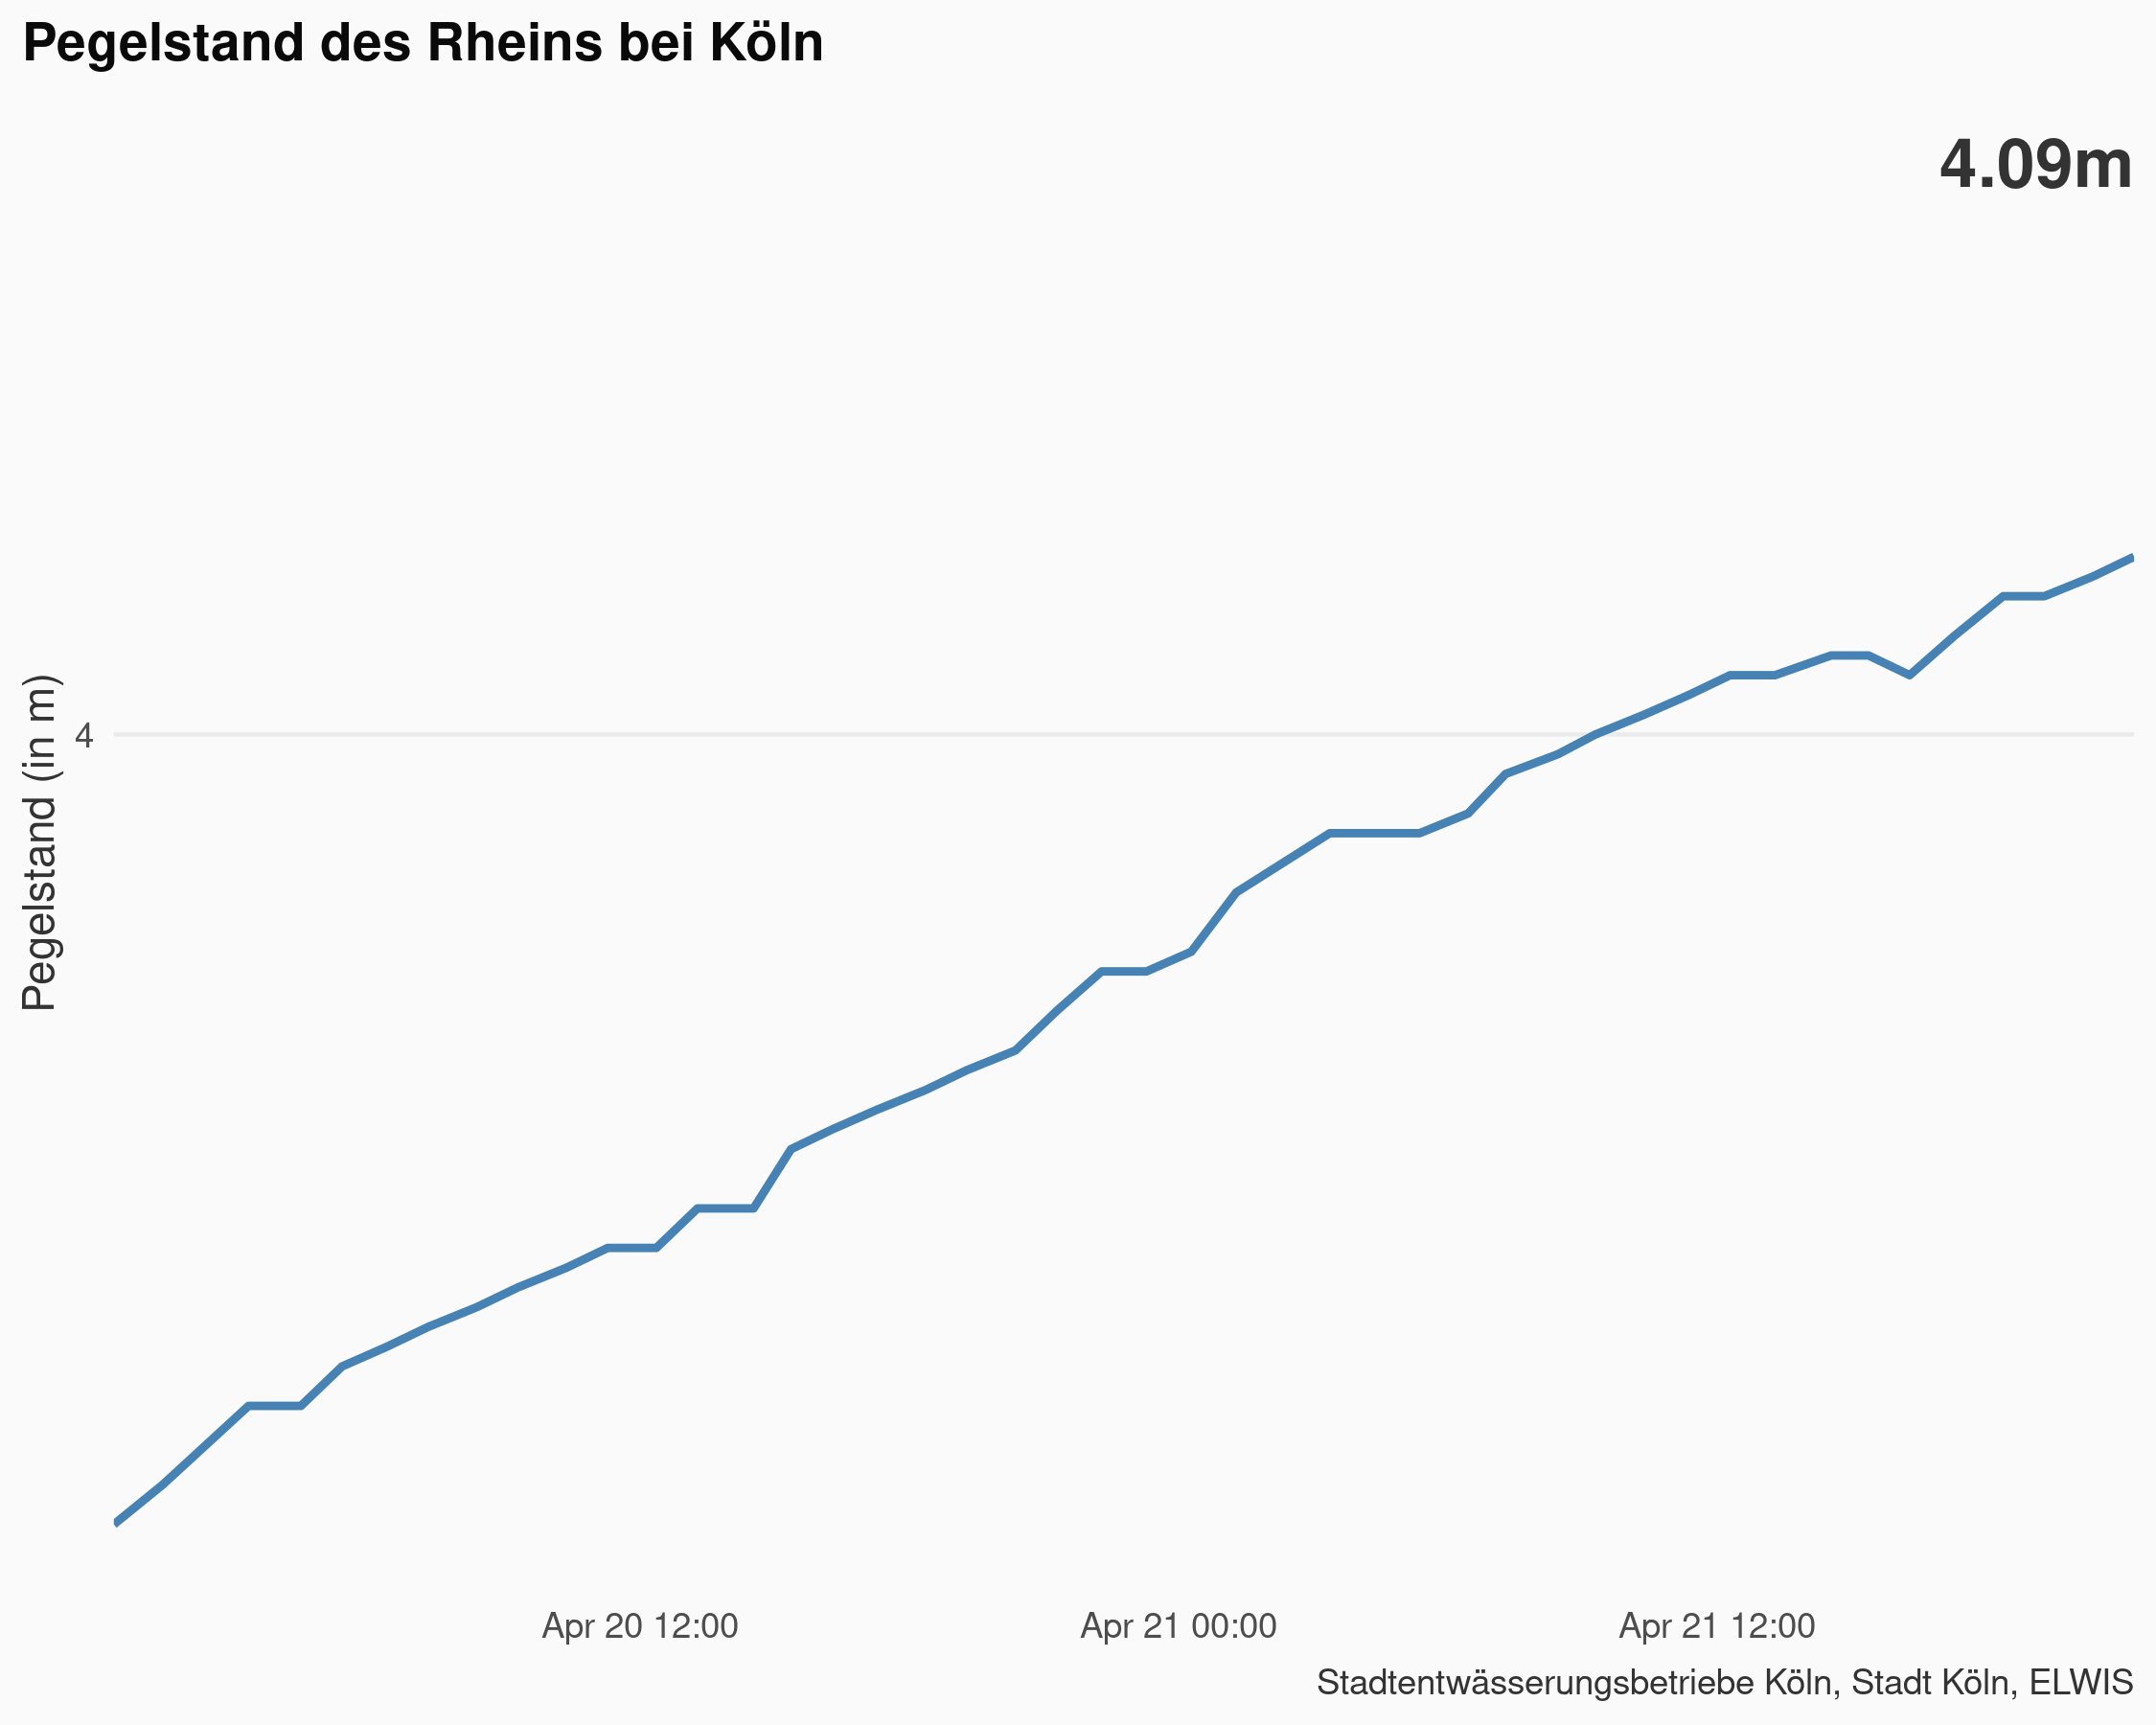 Pegelstand des Rheins bei Köln
4.09m
Pegelstand (in m)
4
Apr 20 12:00
Apr 21 00:00
Apr 21 12:00
Stadtentwässerungsbetriebe Köln, Stadt Köln, ELWIS